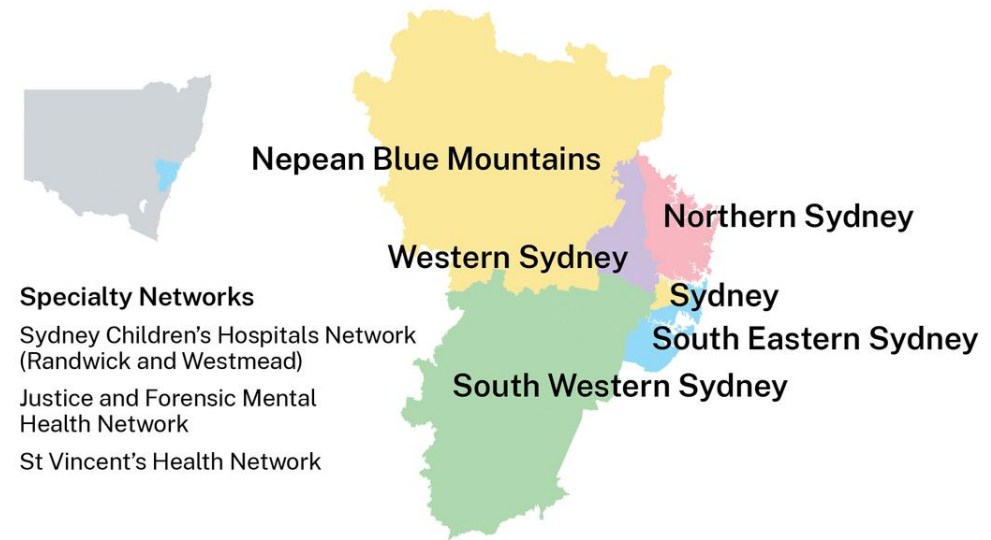 Nepean Blue Mountains
Northern Sydney
Western Sydney
Sydney
South Eastern Sydney
South Western Sydney
Specialty Networks
Sydney Children’s Hospitals Network
(Randwick and Westmead)
Justice and Forensic Mental
Health Network
St Vincent’s Health Network